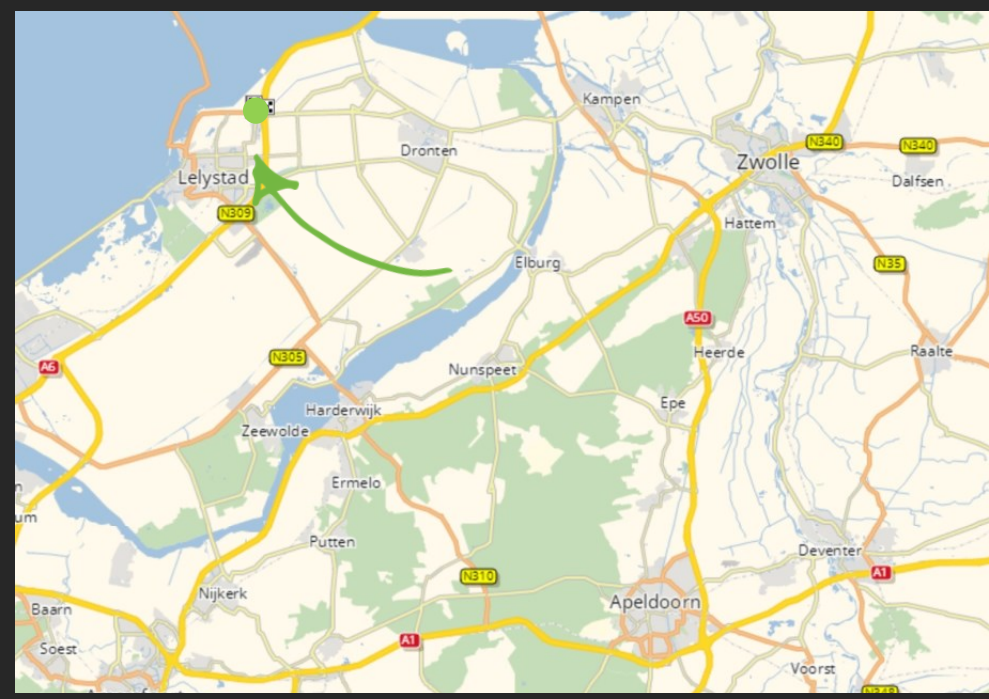 Kampen
N340
N340
Zwolle
Dronten
Lelystad
Dalfsen
N309
Hattem
Elburg
N35
A50
Heerde
Raalte
N305
A6
Nunspeet
Harderwijk
Epe
Zeewolde
Ermelo
um
Putten
Deventer
A1
N310
Nijkerk
Apeldoorn
Baarn
A1
Soest
Voorst